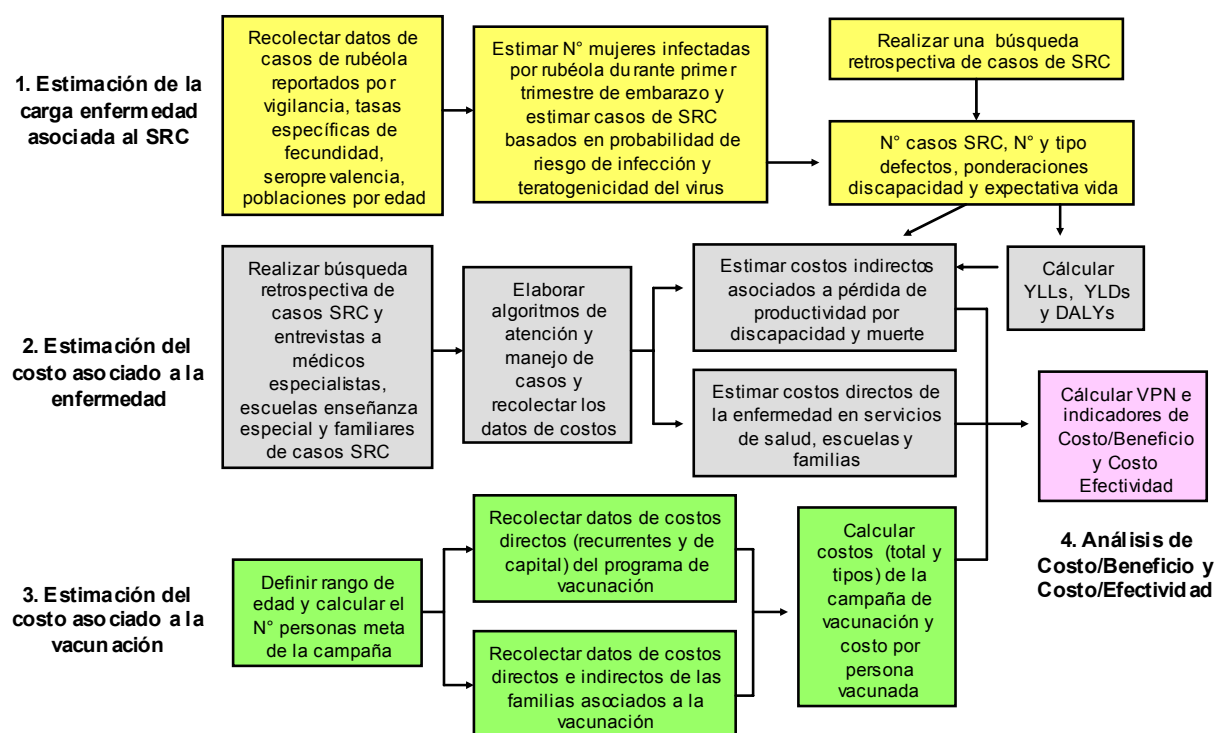 1. Estimación de la
carga enfermedad
asociada al SRC
Recolectar datos de
casos de rubéola
reportados por
vigilancia, tasas
específicas de
fecundidad,
seroprevalencia,
poblaciones por edad
Estimar N° mujeres infectadas
por rubéola durante primer
trimestre de embarazo y
estimar casos de SRC
basados en probabilidad de
riesgo de infección y
teratogenicidad del virus
Realizar una búsqueda
retrospectiva de casos de SRC
N° casos SRC, N° y tipo
defectos, ponderaciones
discapacidad y expectativa vida
2. Estimación del
costo asociado a la
enfermedad
Realizar búsqueda
retrospectiva de
casos SRC y
entrevistas a
médicos
especialistas,
escuelas enseñanza
especial y familiares
de casos SRC
Elaborar
algoritmos de
atención y
manejo de
casos y
recolectar los
datos de costos
Estimar costos indirectos
asociados a pérdida de
productividad por
discapacidad y muerte
Cálcular
YLLs, YLDs
y DALYs
Estimar costos directos de
la enfermedad en servicios
de salud, escuelas y
familias
Cálcular VPN e
indicadores de
Costo/Beneficio
y Costo
Efectividad
4. Análisis de
Costo/Beneficio y
Costo/Efectividad
3. Estimación del
costo asociado a la
vacunación
Definir rango de
edad y calcular el
N° personas meta
de la campaña
Recolectar datos de costos
directos (recurrentes y de
capital) del programa de
vacunación
Recolectar datos de costos
directos e indirectos de las
familias asociados a la
vacunación
Calcular
costos (total y
tipos) de la
campaña de
vacunación y
costo por
persona
vacunada